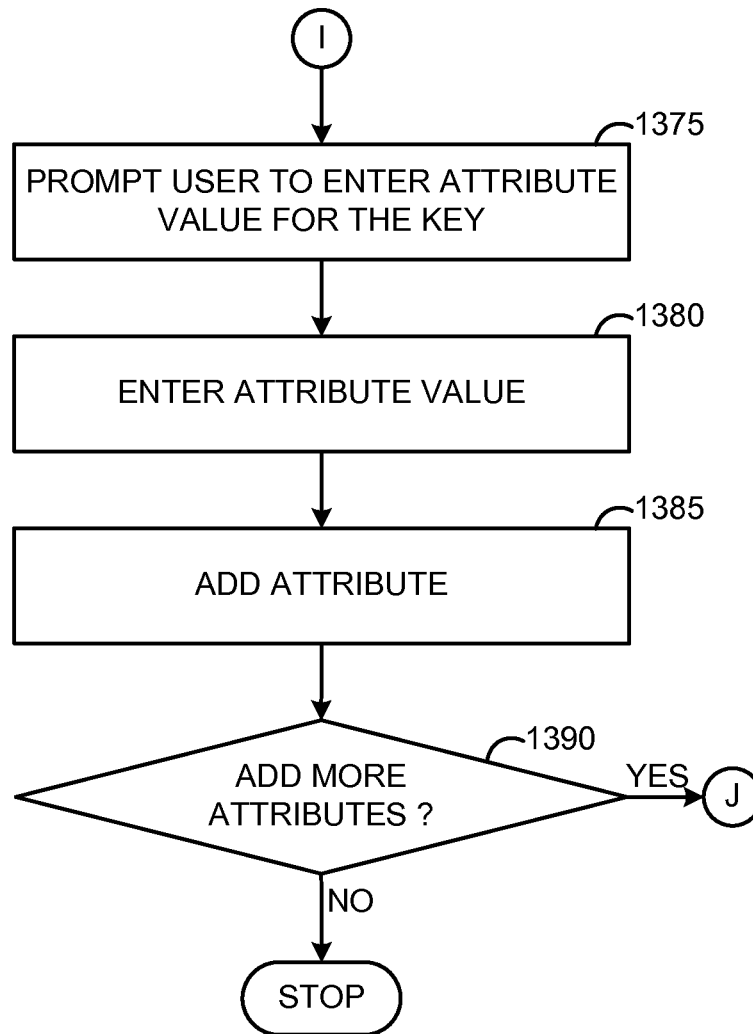 I
1375
PROMPT USER TO ENTER ATTRIBUTE
VALUE FOR THE KEY
1380
ENTER ATTRIBUTE VALUE
1385
ADD ATTRIBUTE
1390
ADD MORE
ATTRIBUTES ?
YES
J
NO
STOP